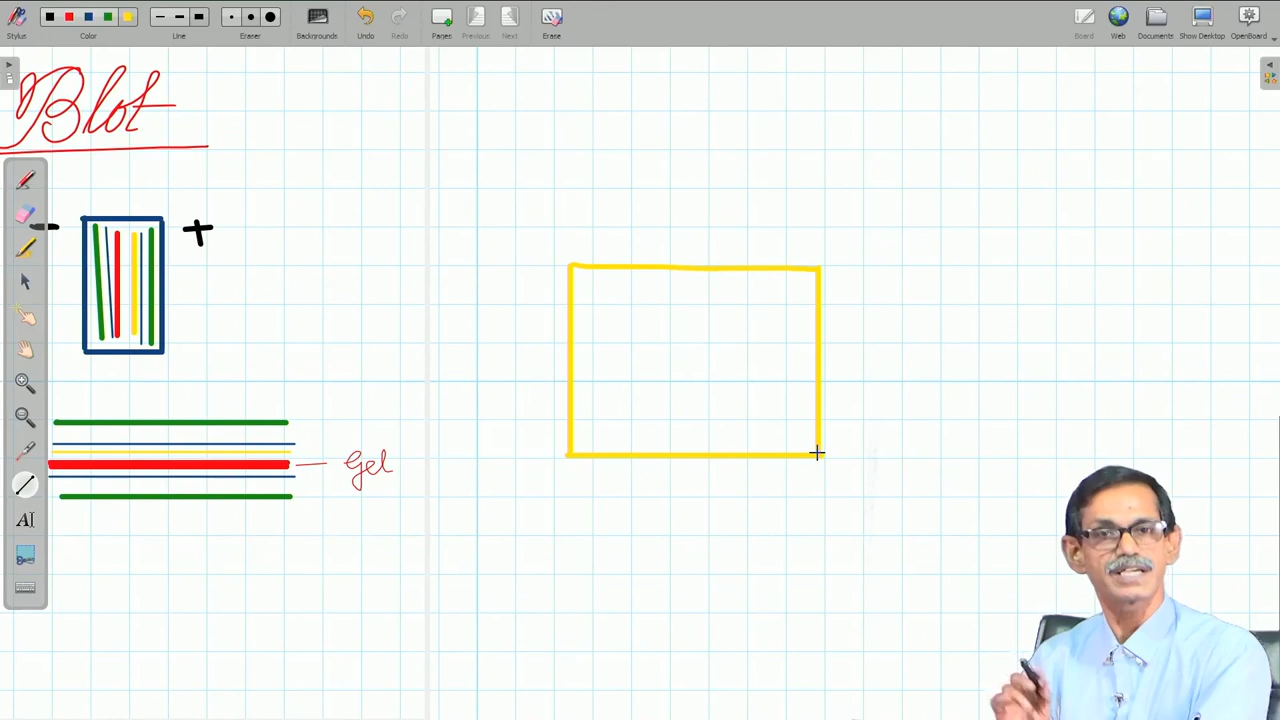 Stylus
Color
Line
Eraser
Backgrounds
Undo
Redo
Pages
Previous
Next
Erase
Board
Web
Documents
Show Desktop
OpenBoard
Blot
- +
Gel
AI